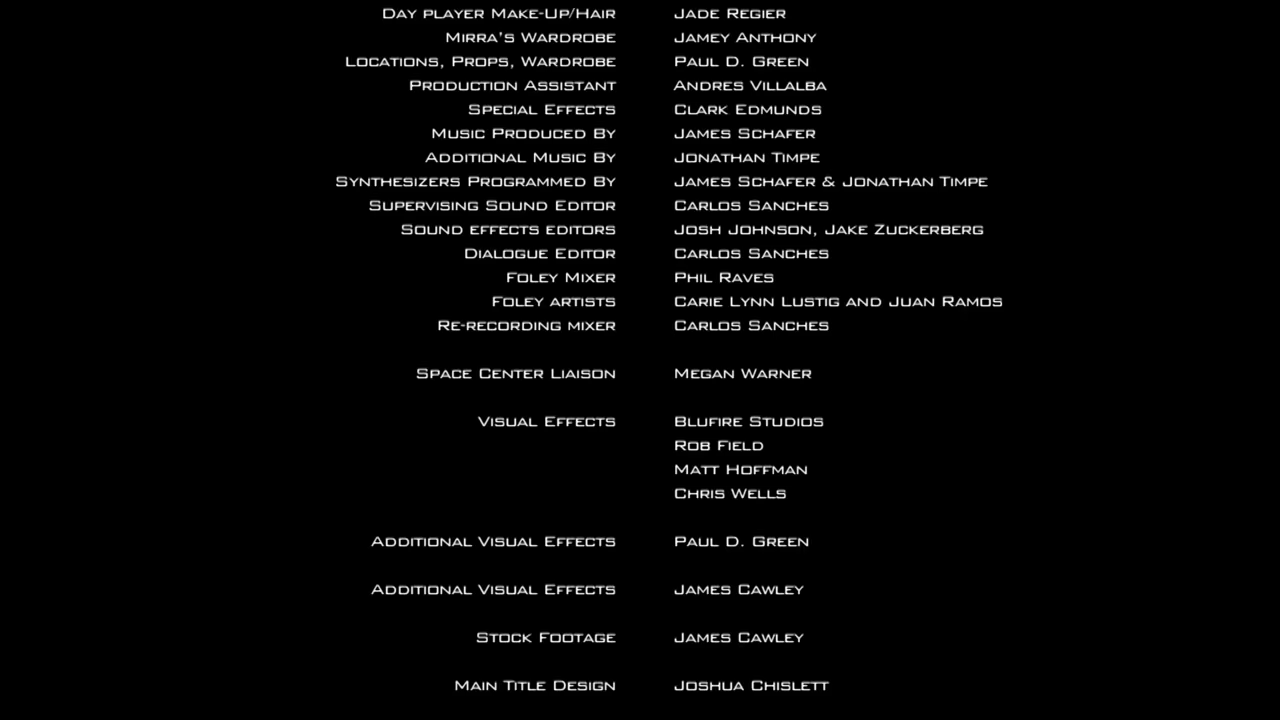 Day player Make-Up/Hair Jade Regier
Mirra's Wardrobe Jamey Anthony
Locations, Props, Wardrobe Paul D. Green
Production Assistant Andres Villalba
Special Effects Clark Edmunds
Music Produced By James Schafer
Additional Music By Jonathan Timpe
Synthesizers Programmed By James Schafer & Jonathan Timpe
Supervising Sound Editor Carlos Sanches
Sound effects editors Josh Johnson, Jake Zuckerberg
Dialogue Editor Carlos Sanches
Foley Mixer Phil Raves
Foley artists Carie Lynn Lustig and Juan Ramos
Re-recording mixer Carlos Sanches
Space Center Liaison Megan Warner
Visual Effects Blufire Studios
Rob Field
Matt Hoffman
Chris Wells
Additional Visual Effects Paul D. Green
Additional Visual Effects James Cawley
Stock Footage James Cawley
Main Title Design Joshua Chislett